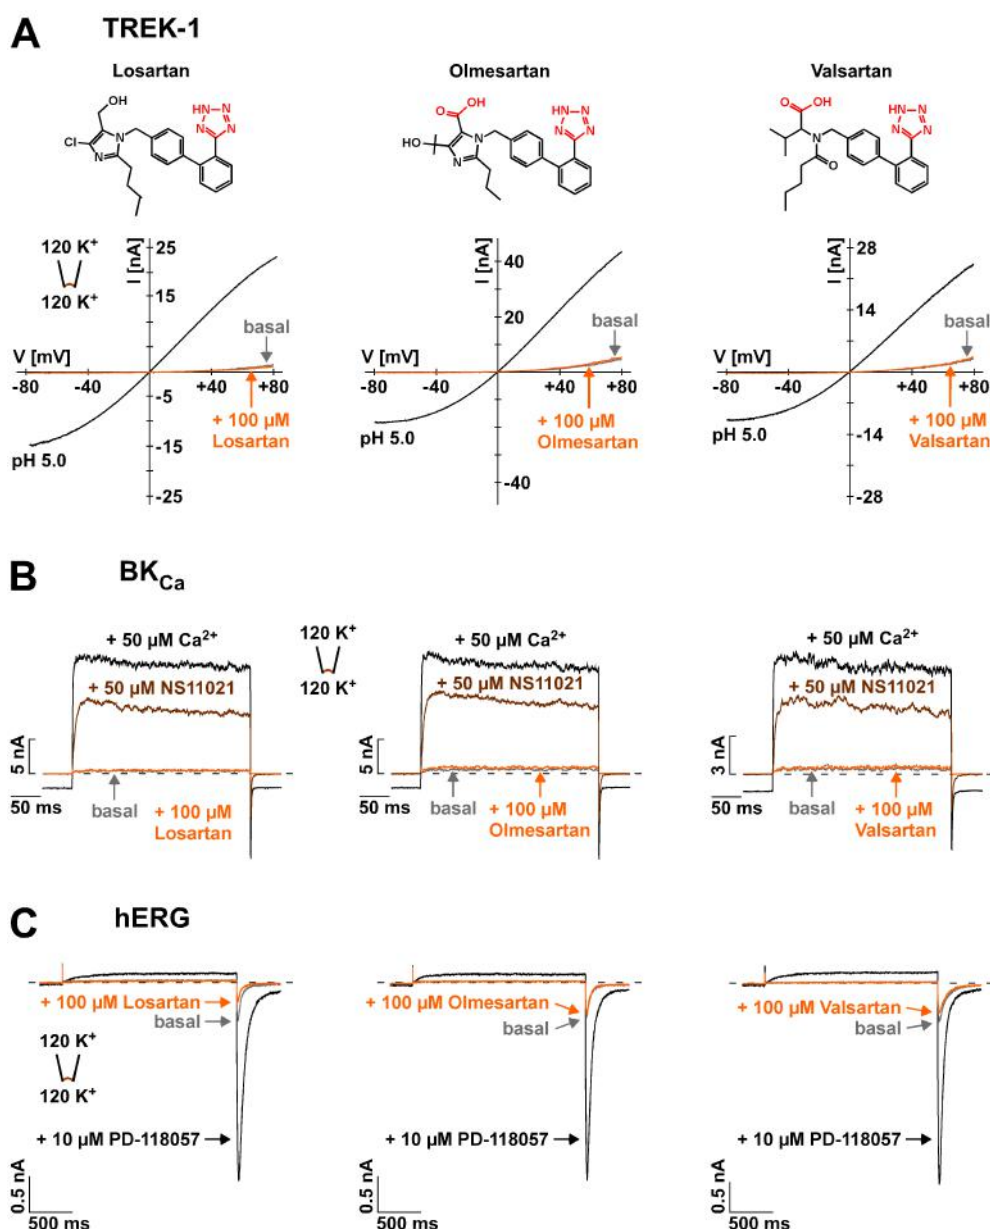 A TREK-1
Losartan Olmesartan Valsartan
OH
HN N
N N
Cl
N
N
O OH
HN N
N N
HO
N
N
O OH
HN N
N N
N
O
120 K+
120 K+
I [nA]
25
15
-5
-15
-25
V [mV]
-80 -40 +40 +80
basal
+ 100 µM
Losartan
pH 5.0
I [nA]
40
20
-40
V [mV]
-80 -40 +40 +80
basal
+ 100 µM
Olmesartan
pH 5.0
I [nA]
28
14
-14
-28
V [mV]
-80 -40 +40 +80
basal
+ 100 µM
Valsartan
pH 5.0
B BKCa
+ 50 µM Ca2+
+ 50 µM NS11021
5 nA
50 ms
basal
+ 100 µM
Losartan
120 K+
120 K+
+ 50 µM Ca2+
+ 50 µM NS11021
5 nA
basal
+ 100 µM
Olmesartan
+ 50 µM Ca2+
+ 50 µM NS11021
3 nA
50 ms
basal
+ 100 µM
Valsartan
C hERG
+ 100 µM Losartan
basal
120 K+
120 K+
+ 10 µM PD-118057
0.5 nA
500 ms
+ 100 µM Olmesartan
basal
+ 10 µM PD-118057
0.5 nA
500 ms
+100 µM Valsartan
basal
+ 10 µM PD-118057
0.5 nA
500 ms